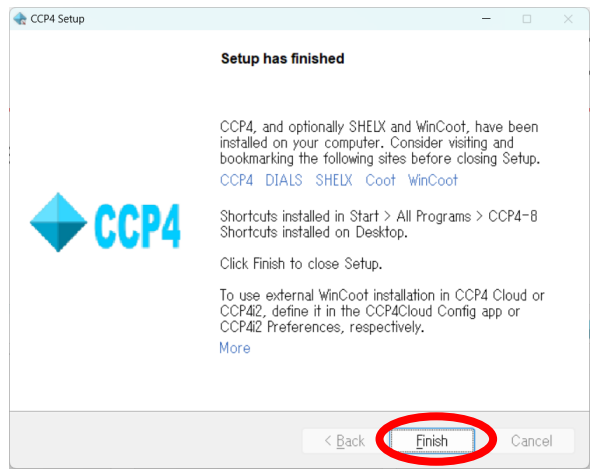 CCP4 Setup
Setup has finished
CCP4, and optionally SHELX and WinCoot, have been
installed on your computer. Consider visiting and
bookmarking the following sites before closing Setup.
CCP4 DIALS SHELX Coot WinCoot
CCP4
Shortcuts installed in Start > All Programs > CCP4-8
Shortcuts installed on Desktop.
Click Finish to close Setup.
To use external WinCoot installation in CCP4 Cloud or
CCP4i2, define it in the CCP4Cloud Config app or
CCP4i2 Preferences, respectively.
More
< Back Finish Cancel